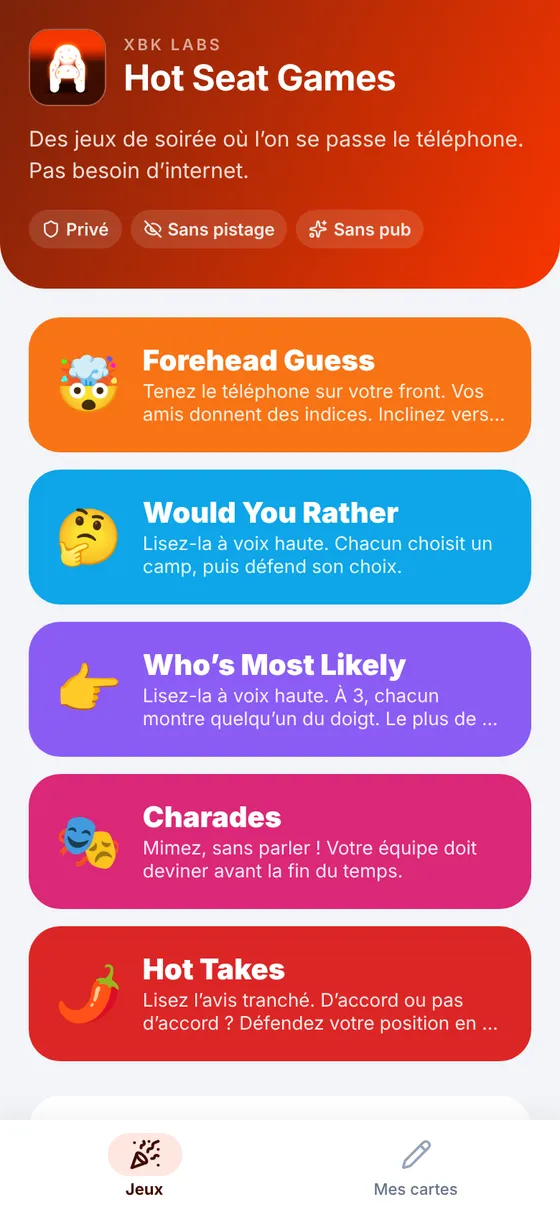 XBK LABS
Hot Seat Games
Des jeux de soirée où l’on se passe le téléphone.
Pas besoin d’internet.
Privé
Sans pistage
Sans pub
Forehead Guess
Tenez le téléphone sur votre front. Vos
amis donnent des indices. Inclinez vers…
Would You Rather
Lisez-la à voix haute. Chacun choisit un
camp, puis défend son choix.
Who’s Most Likely
Lisez-la à voix haute. À 3, chacun
montre quelqu’un du doigt. Le plus de …
Charades
Mimez, sans parler ! Votre équipe doit
deviner avant la fin du temps.
Hot Takes
Lisez l’avis tranché. D’accord ou pas
d’accord ? Défendez votre position en …
Jeux
Mes cartes